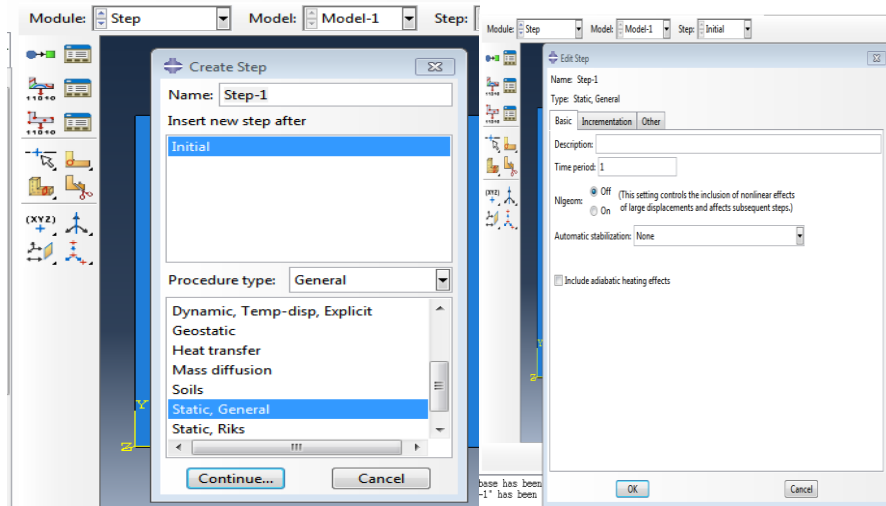 Module: Step Model: Model-1 Step:
Create Step
Name: Step-1
Insert new step after
Initial
Procedure type: General
Dynamic, Temp-disp, Explicit
Geostatic
Heat transfer
Mass diffusion
Soils
Static, General
Static, Riks
Continue... Cancel
(XYZ)
Y
Z
Module: Step Model: Model-1 Step: Initial
Edit Step
Name: Step-1
Type: Static, General
Basic Incrementation Other
Description:
Time period: 1
Nlgeom: Off (This setting controls the inclusion of nonlinear effects
On of large displacements and affects subsequent steps.)
Automatic stabilization: None
Include adiabatic heating effects
OK Cancel
(XYZ)
base has been
-1" has been